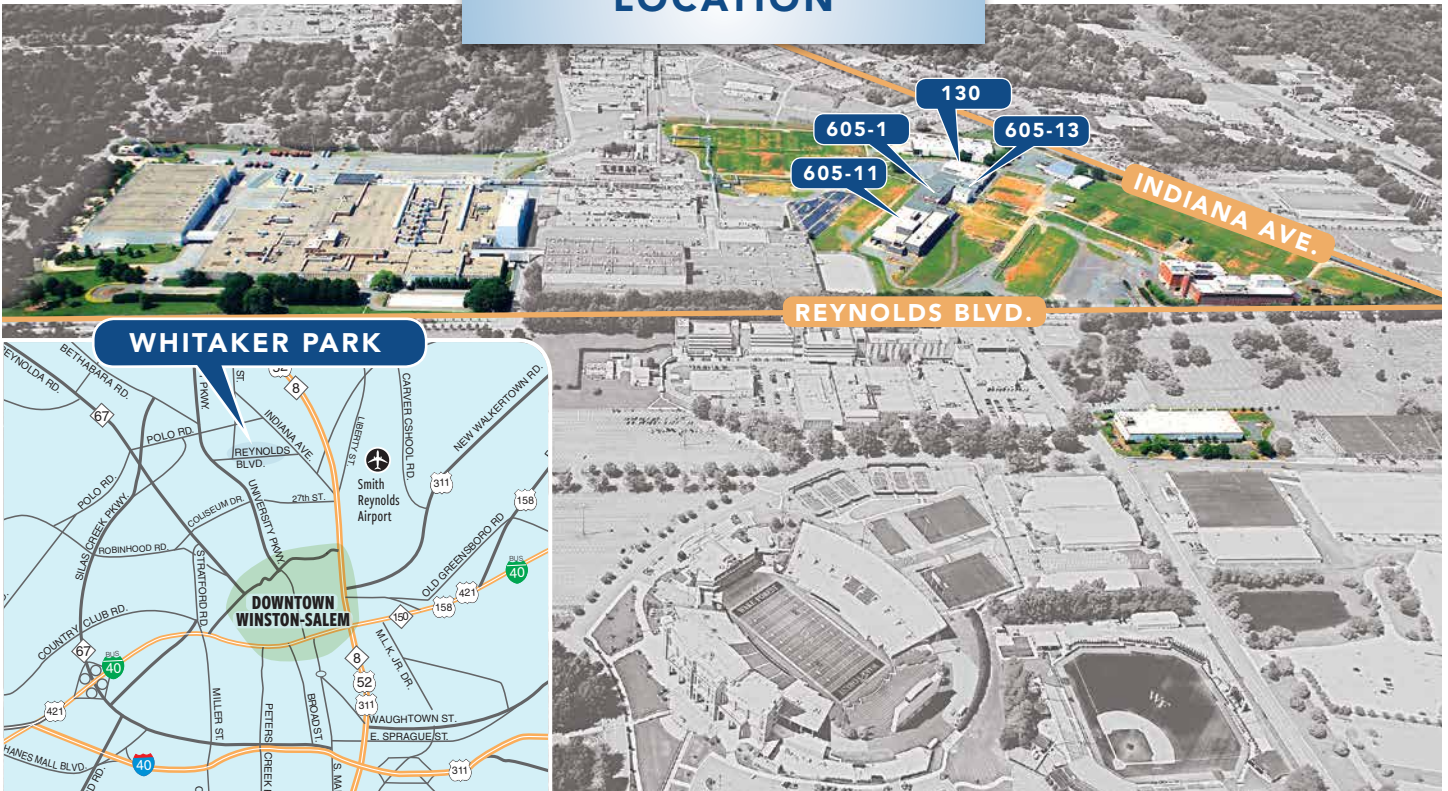 LOCATION
130
605-1
605-13
605-11
INDIANA AVE.
REYNOLDS BLVD.
WHITAKER PARK
BETHABARA RD.
PKWY.
ST.
52
8
67
POLO RD.
INDIANA AVE.
LIBERTY ST.
CARVER CSHOOL RD.
NEW WALKERTOWN RD.
REYNOLDS
BLVD.
Smith
Reynolds
Airport
311
158
POLO RD.
SILAS CREEK PKWY.
COLISEUM DR.
UNIVERSITY PKWY.
27th ST.
ROBINHOOD RD.
STRATFORD RD.
OLD GREENSBORO RD
BUS
40
421
158
150
DOWNTOWN
WINSTON-SALEM
COUNTRY CLUB RD.
67
BUS
40
8
52
311
M.L.K. JR. DR.
421
MILLER ST.
BROAD ST.
WAUGHTOWN ST.
E. SPRAGUE ST.
HANES MALL BLVD.
40
PETERS CREEK
311
WF